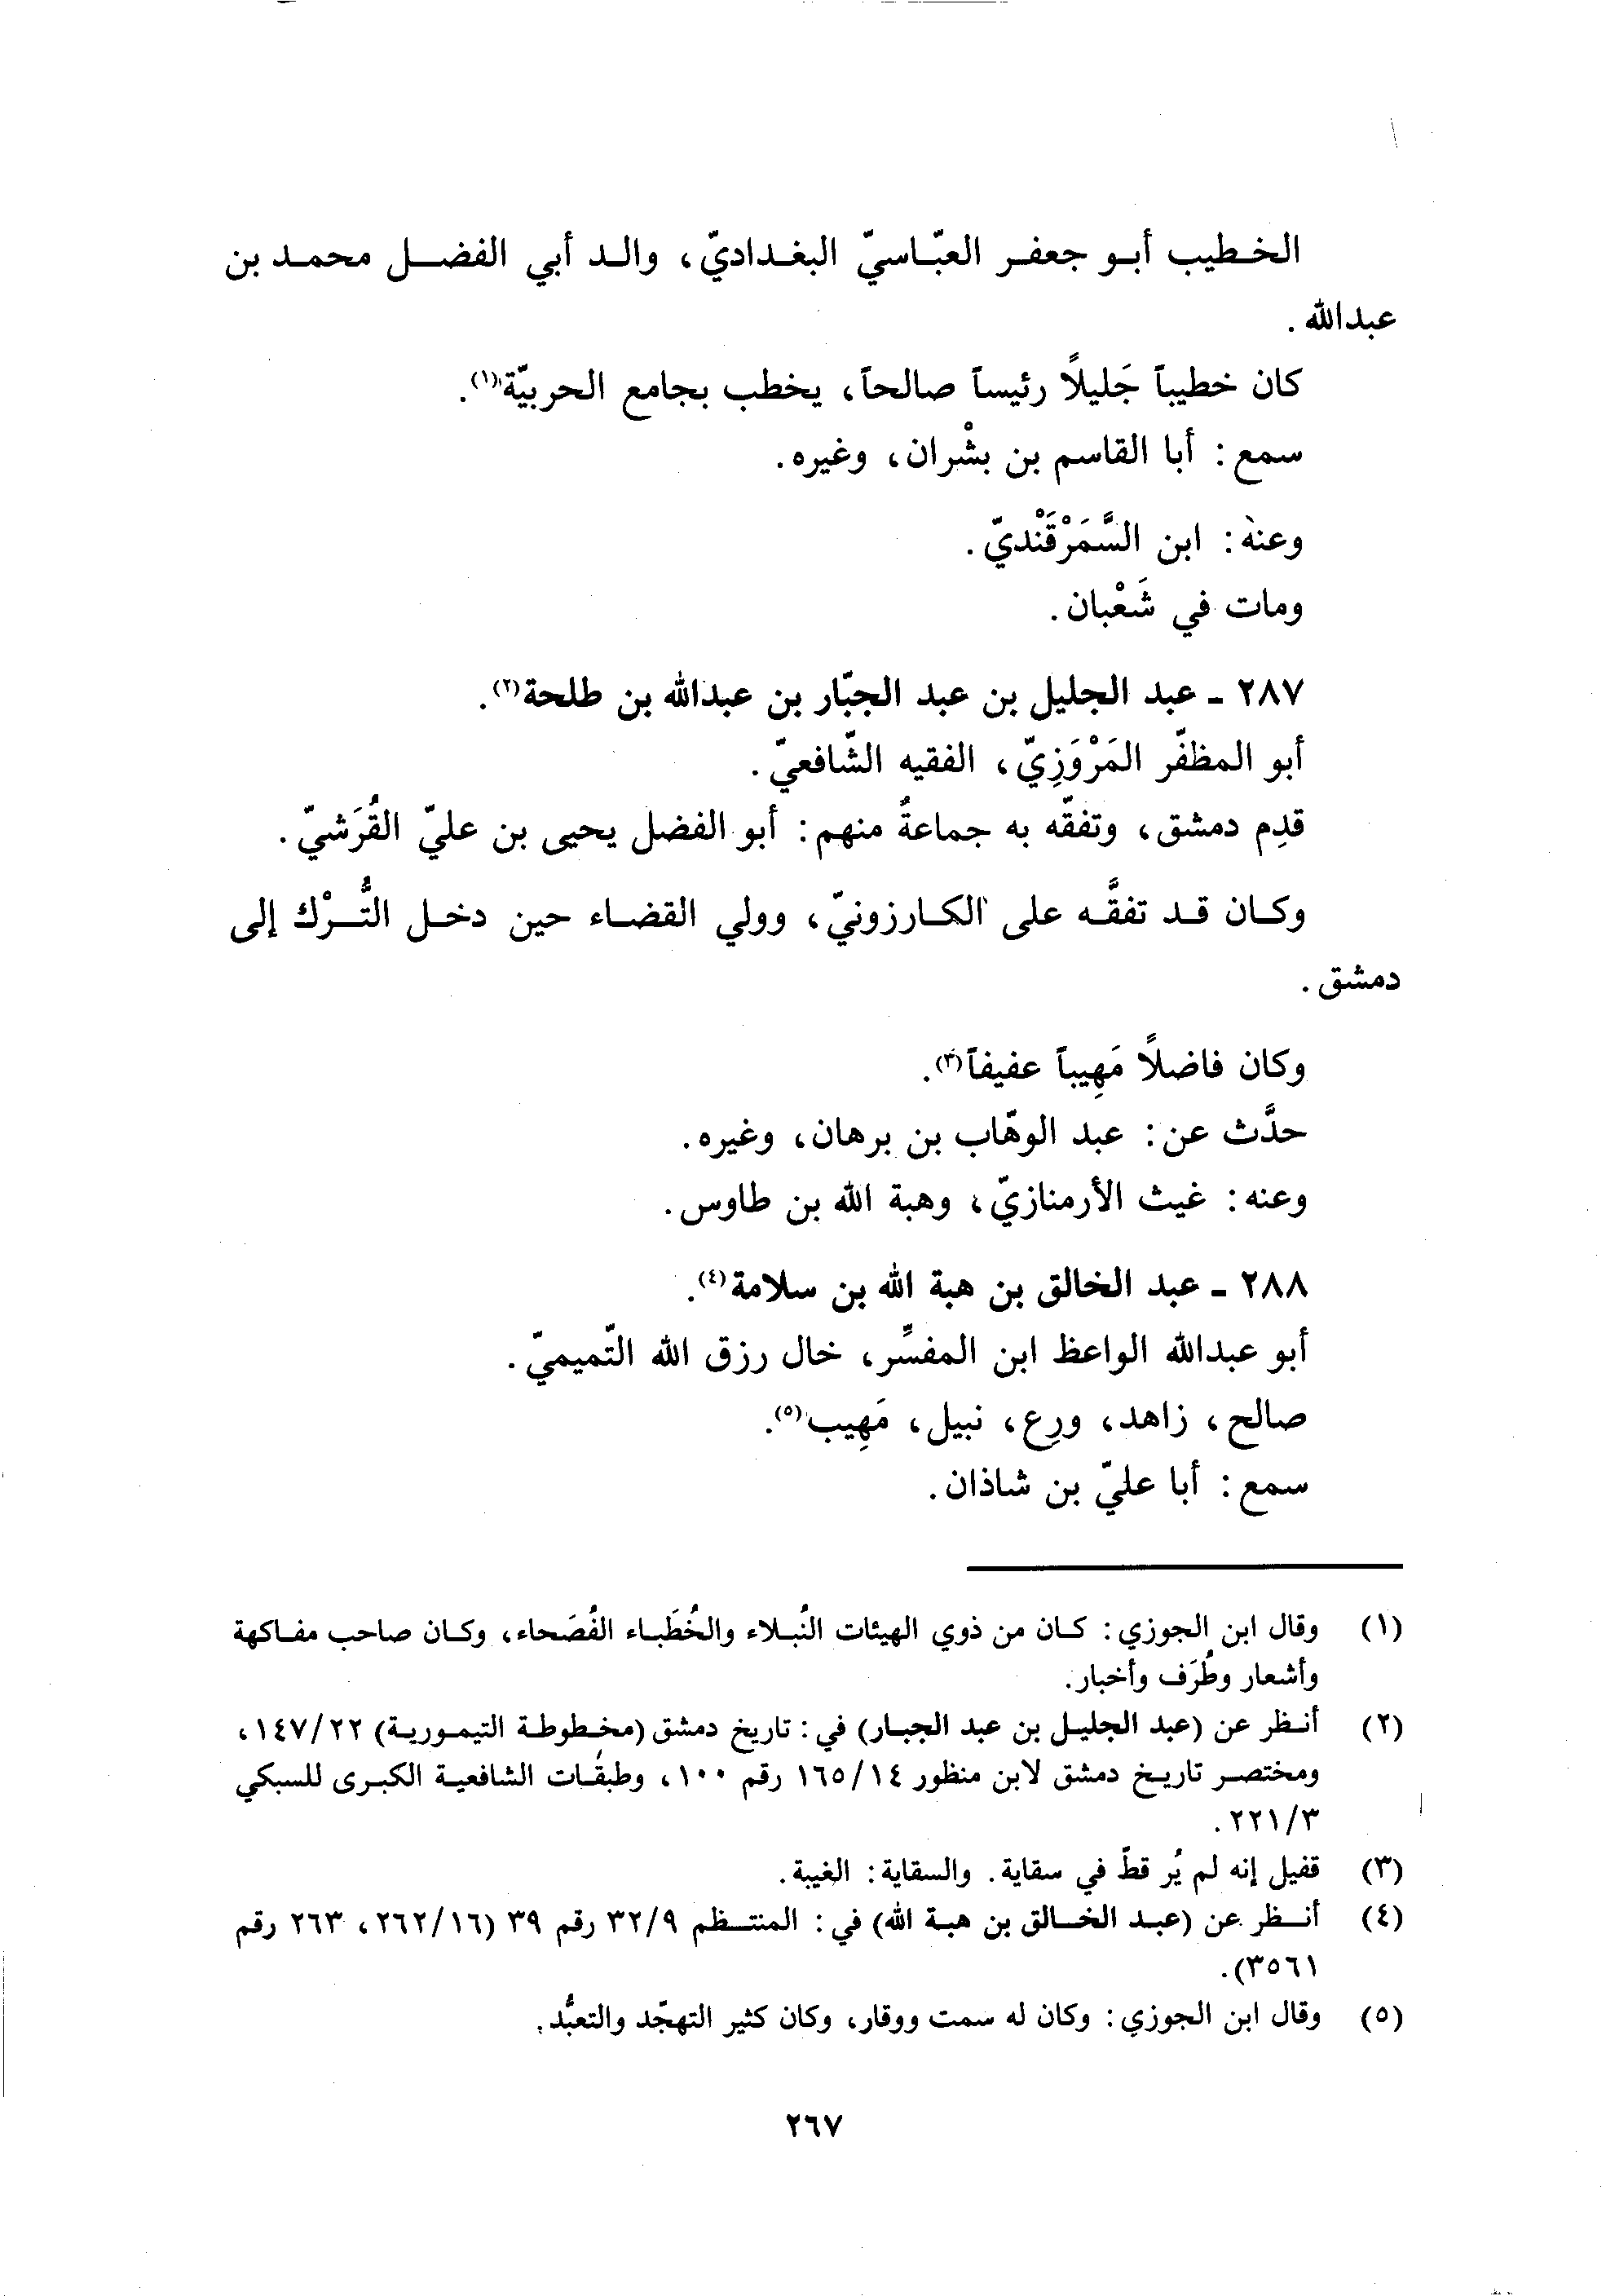 الخطيب أبو جعفر العبّاسيّ البغداديّ، والد أبي الفضل محمد بن
عبدالله.
كان خطيباً جَليلًا رئيساً صالحاً، يخطب بجامع الحربيّة(١).
سمع: أبا القاسم بن بشْران، وغيره.
وعنه: ابن السَّمَرْقَنْديّ.
ومات في شَعْبان.
٢٨٧ - عبد الجليل بن عبد الجبّار بن عبدالله بن طلحة(٢).
أبو المظفّر المَرْوَزِيّ، الفقيه الشّافعيّ.
قدِم دمشق، وتفقّه به جماعةٌ منهم: أبو الفضل يحيى بن عليّ القُرَشيّ.
وكان قد تفقَّه على الكارزونيّ، وولي القضاء حين دخل التُّرْك إلى
دمشق.
وكان فاضلًا مَهِيباً عفيفاً(٣).
حدَّث عن: عبد الوهّاب بن برهان، وغيره.
وعنه: غيث الأرمنازيّ، وهبة الله بن طاوس.
٢٨٨ - عبد الخالق بن هبة الله بن سلامة(٤).
أبو عبدالله الواعظ ابن المفسِّر، خال رزق الله التّميميّ.
صالح، زاهد، ورِع، نبيل، مَهِيب(٥).
سمع: أبا عليّ بن شاذان.
(١) وقال ابن الجوزي: كان من ذوي الهيئات النُبلاء والخُطَباء الفُصَحاء، وكان صاحب مفاكهة
وأشعار وطُرَف وأخبار.
(٢) أنظر عن (عبد الجليل بن عبد الجبار) في: تاريخ دمشق (مخطوطة التيمورية) ١٤٧/٢٢،
ومختصر تاريخ دمشق لابن منظور ١٦٥/١٤ رقم ١٠٠، وطبقات الشافعية الكبرى للسبكي
٢٢١/٣.
(٣) قفيل إنه لم يُر قطّ في سقاية. والسقاية: الغيبة.
(٤) أنظر عن (عبد الخالق بن هبة الله) في: المنتظم ٣٢/٩ رقم ٣٩ (٢٦٢/١٦، ٢٦٣ رقم
٣٥٦١).
(٥) وقال ابن الجوزي: وكان له سمت ووقار، وكان كثير التهجّد والتعبُّد.
٢٦٧